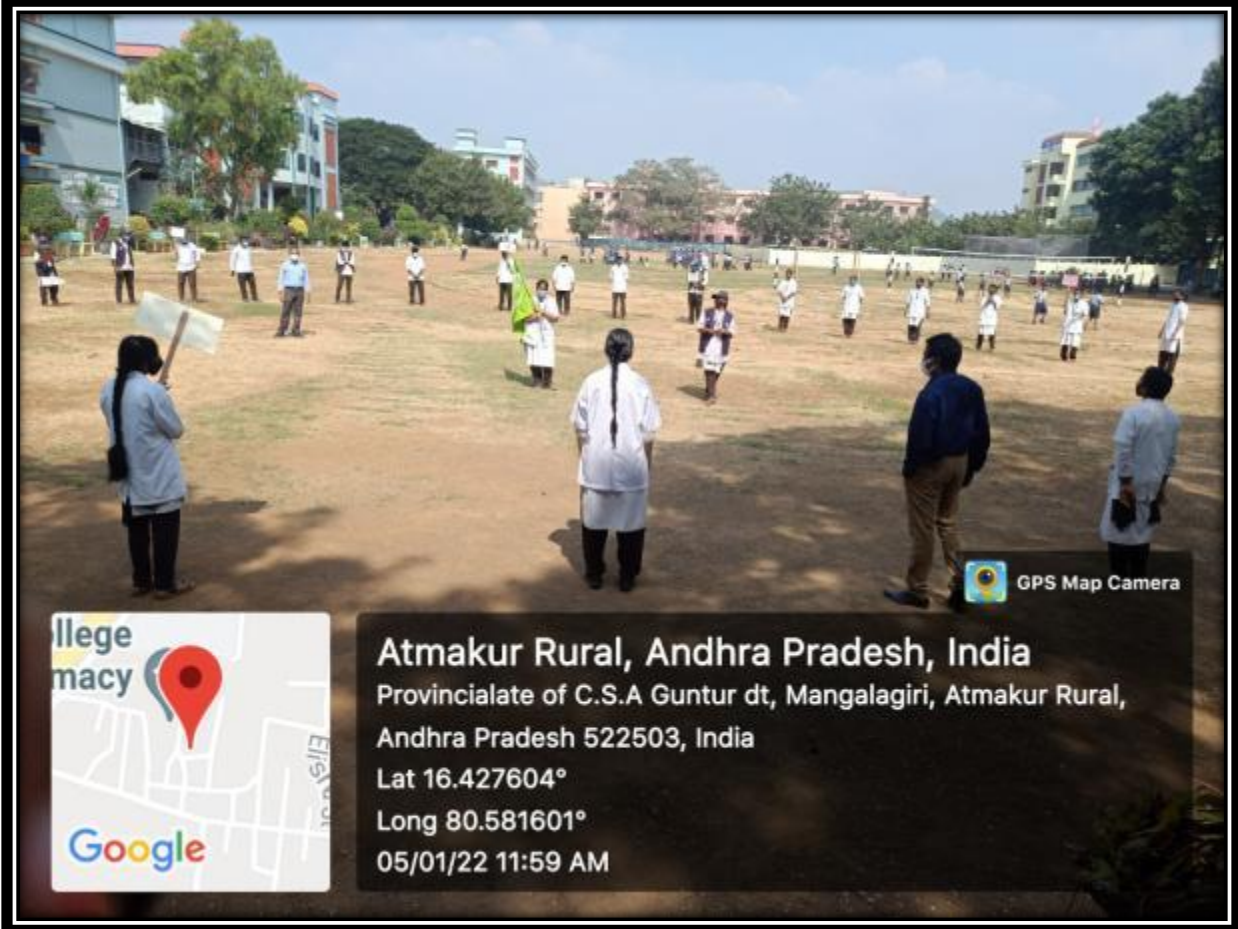 GPS Map Camera
llege
macy
Google
Atmakur Rural, Andhra Pradesh, India
Provincialate of C.S.A Guntur dt, Mangalagiri, Atmakur Rural,
Andhra Pradesh 522503, India
Lat 16.427604°
Long 80.581601°
05/01/22 11:59 AM